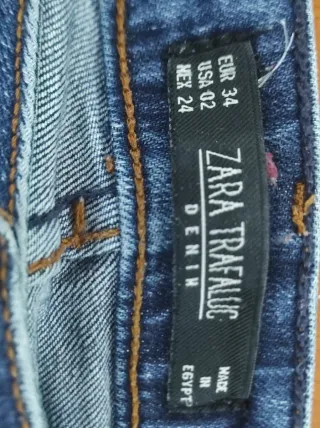 EUR 34
USA 02
MEX 24
ZARA TRAFALUC
DENIM
MADE
IN
EGYPT